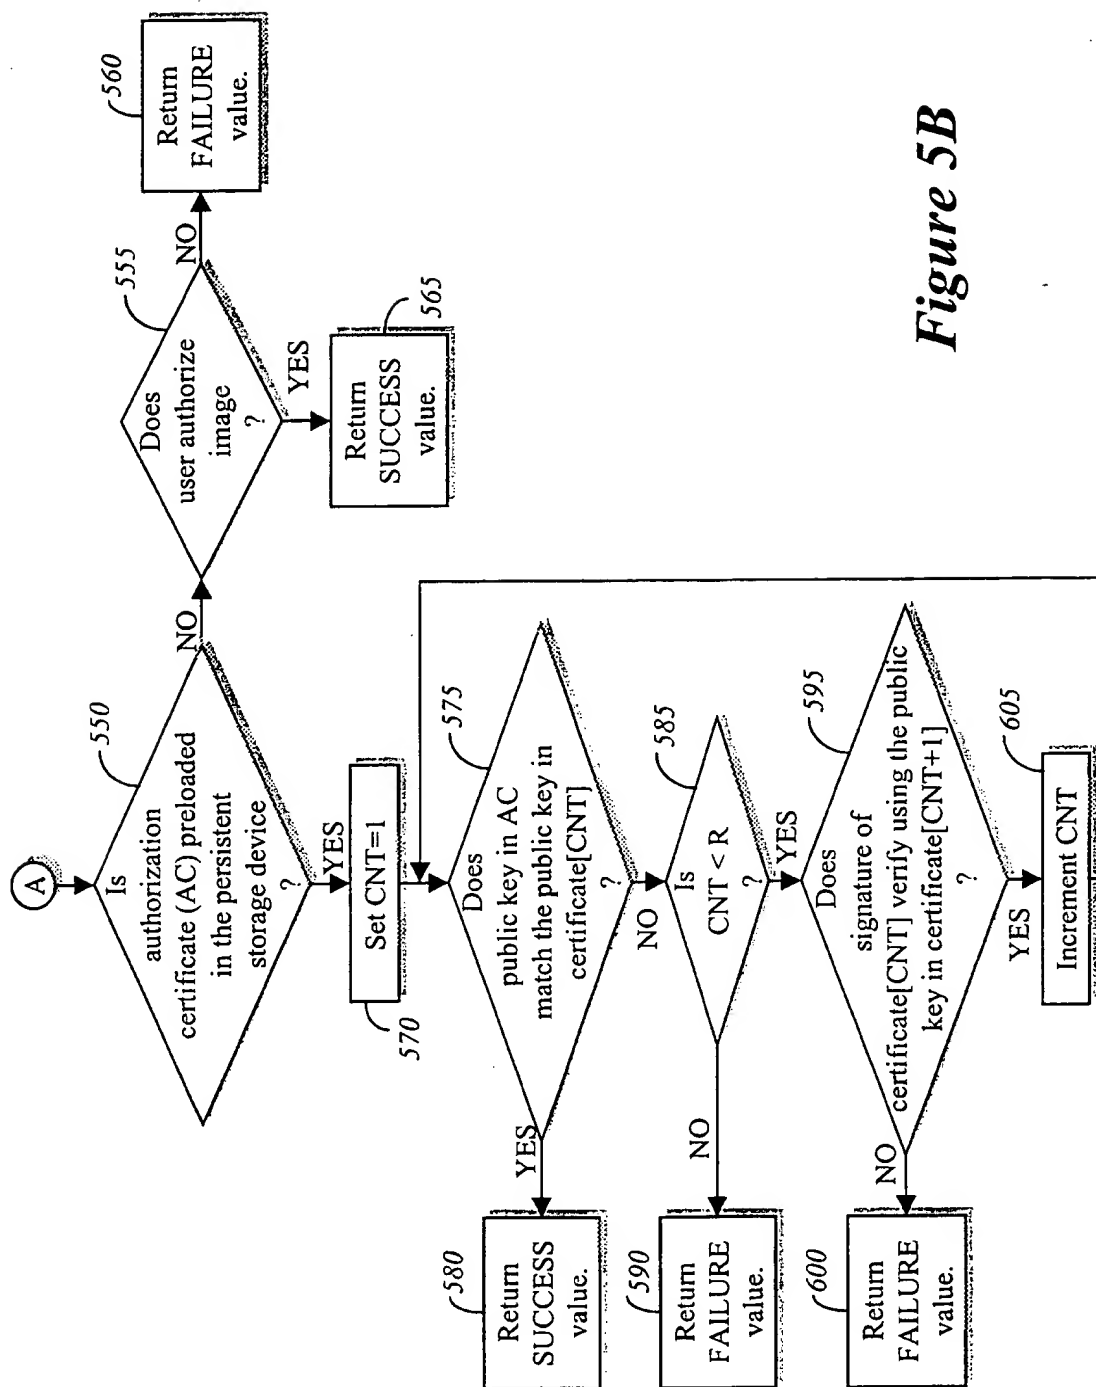 A
550
Is
authorization
certificate (AC) preloaded
in the persistent
storage device
?
NO
555
Does
user authorize
image
?
NO
560
Return
FAILURE
value.
YES
565
Return
SUCCESS
value.
YES
570
Set CNT=1
575
Does
public key in AC
match the public key in
certificate[CNT]
?
YES
580
Return
SUCCESS
value.
NO
585
Is
CNT < R
?
NO
590
Return
FAILURE
value.
YES
595
Does
signature of
certificate[CNT] verify using the public
key in certificate[CNT+1]
?
NO
600
Return
FAILURE
value.
YES
605
Increment CNT
Figure 5B